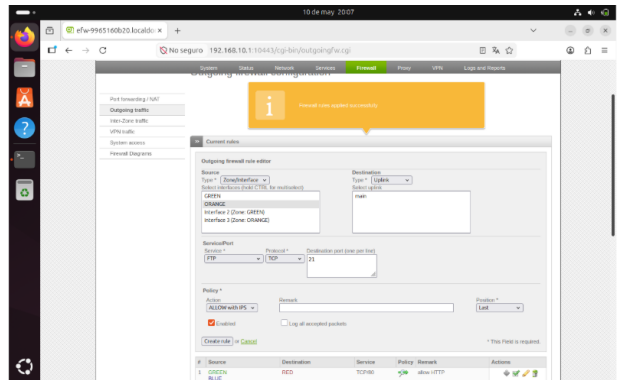 10 de may 20:07
efw-9965160b20.localdo
No seguro 192.168.10.1:10443/cgi-bin/outgoingfw.cgi
System Status Network Services Firewall Proxy VPN Logs and Reports
Outgoing firewall configuration
Firewall rules applied successfully
Port forwarding / NAT
Outgoing traffic
Inter-Zone traffic
VPN traffic
System access
Firewall Diagrams
Current rules
Outgoing firewall rule editor
Source Destination
Type * Zone/Interface Type * Uplink
Select interfaces (hold CTRL for multiselect) Select uplink
GREEN main
ORANGE
Interface 2 (Zone: GREEN)
Interface 3 (Zone: ORANGE)
Service/Port
Service * Protocol * Destination port (one per line)
FTP TCP 21
Policy *
Action Remark Position *
ALLOW with IPS Last
Enabled Log all accepted packets
Create rule or Cancel * This Field is required.
# Source Destination Service Policy Remark Actions
1 GREEN RED TCP/80 allow HTTP
BLUE